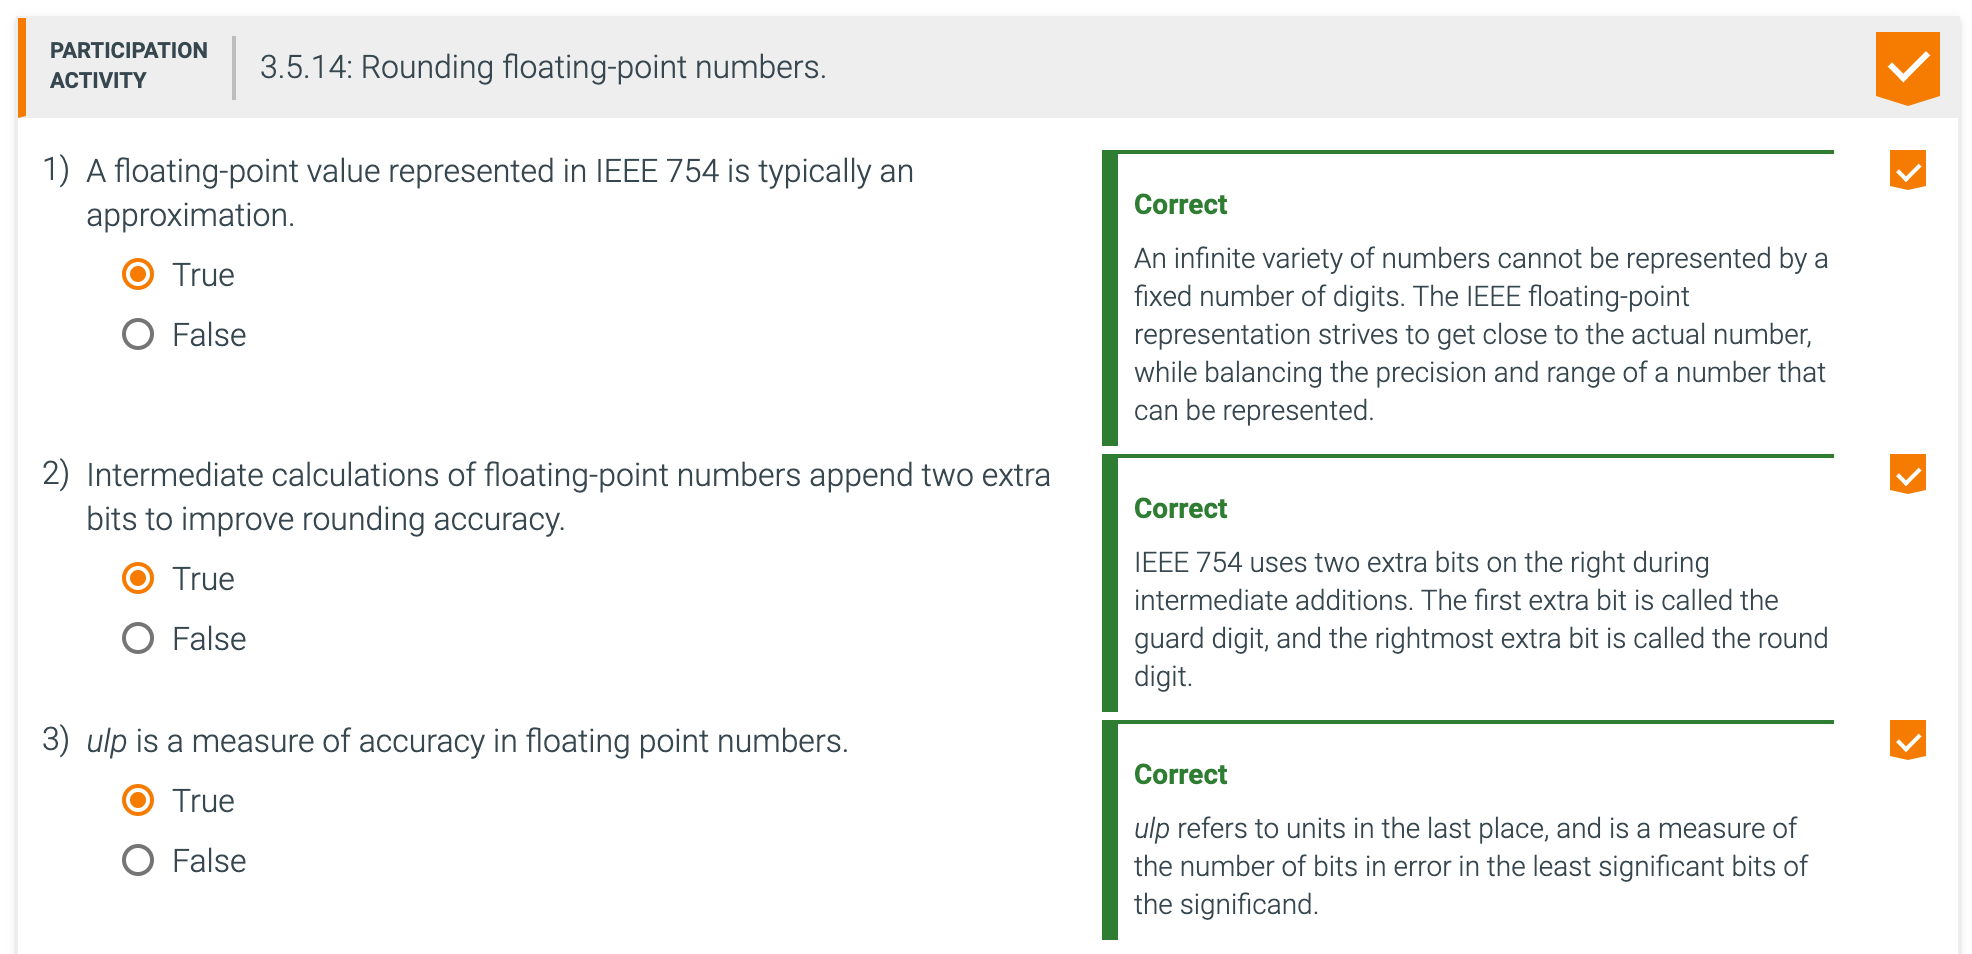 PARTICIPATION
ACTIVITY
3.5.14: Rounding floating-point numbers.
1) A floating-point value represented in IEEE 754 is typically an
approximation.
True
False
Correct
An infinite variety of numbers cannot be represented by a
fixed number of digits. The IEEE floating-point
representation strives to get close to the actual number,
while balancing the precision and range of a number that
can be represented.
2) Intermediate calculations of floating-point numbers append two extra
bits to improve rounding accuracy.
True
False
Correct
IEEE 754 uses two extra bits on the right during
intermediate additions. The first extra bit is called the
guard digit, and the rightmost extra bit is called the round
digit.
3) ulp is a measure of accuracy in floating point numbers.
True
False
Correct
ulp refers to units in the last place, and is a measure of
the number of bits in error in the least significant bits of
the significand.